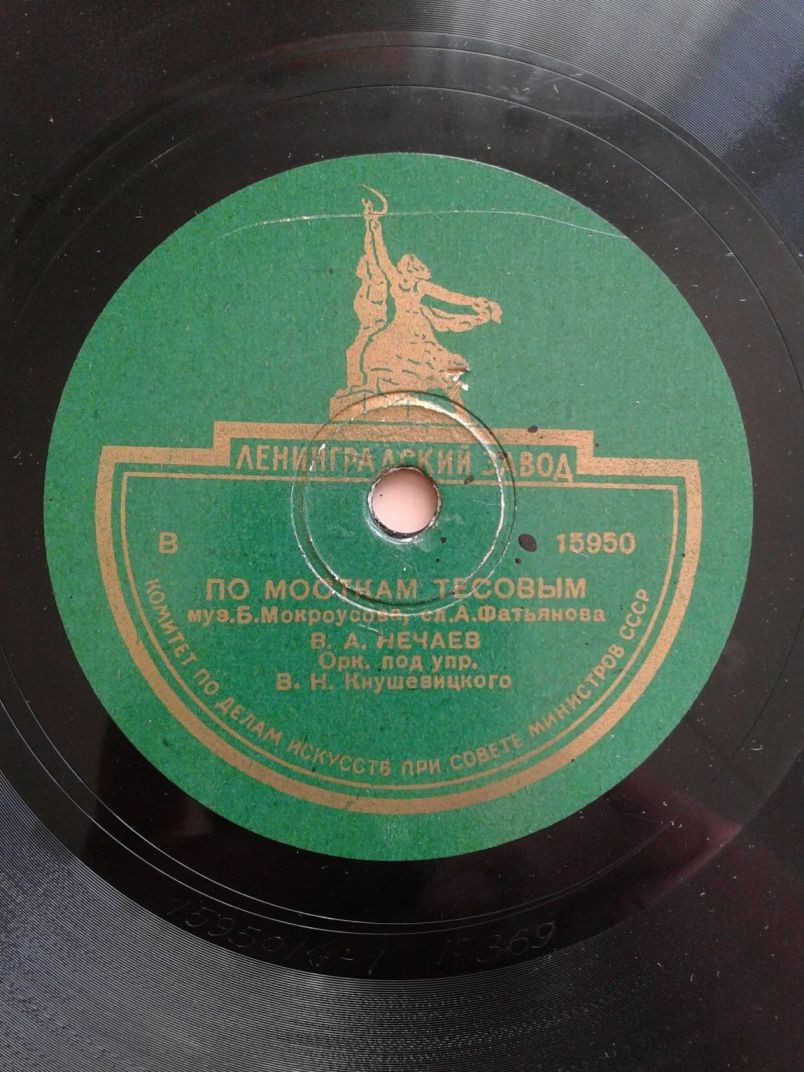 ЛЕНИНГРАДСКИЙ ЗАВОД
В 15950
ПО МОСТКАМ ТЕСОВЫМ
муз.Б.Мокроусова, сл.А.Фатьянова
В. А. НЕЧАЕВ
Орк. под упр.
В. Н. Кнушевицкого
КОМИТЕТ ПО ДЕЛАМ ИСКУССТВ ПРИ СОВЕТЕ МИНИСТРОВ СССР
15950/4-1 Г-369